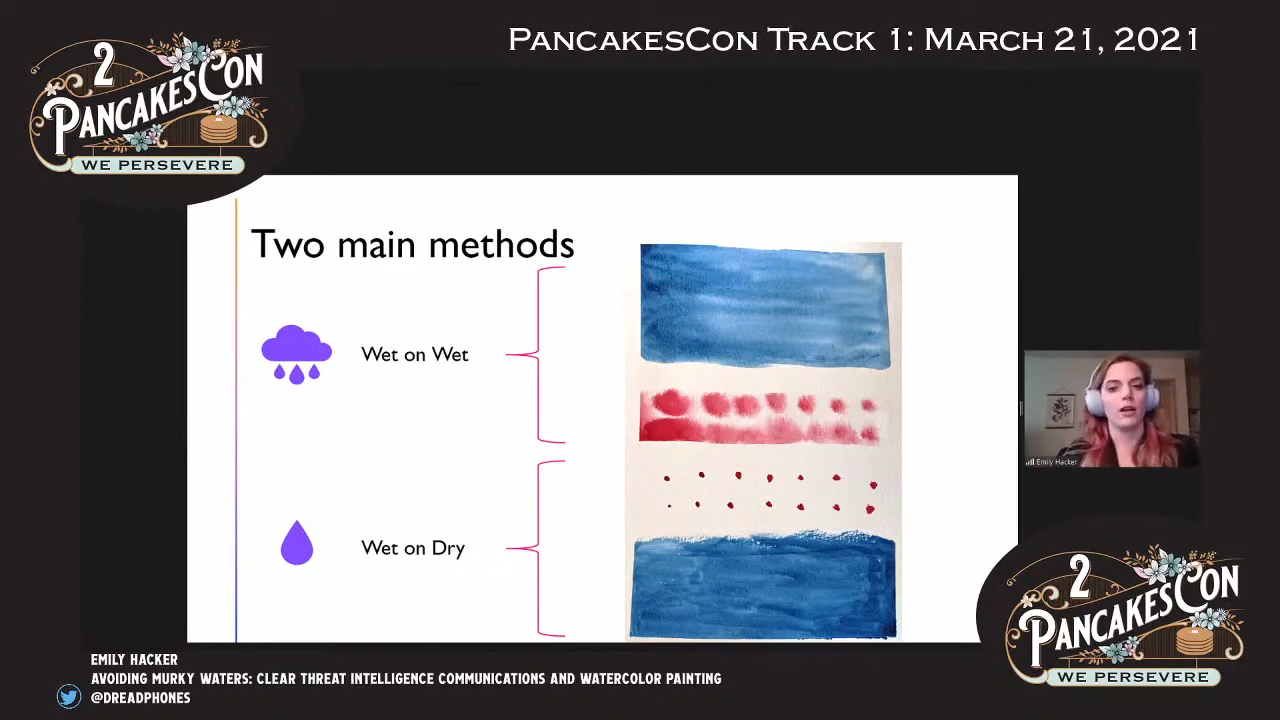 PANCAKESCON TRACK 1: MARCH 21, 2021
2
PANCAKESCON
WE PERSEVERE
Two main methods
Wet on Wet
Wet on Dry
Emily Hacker
EMILY HACKER
AVOIDING MURKY WATERS: CLEAR THREAT INTELLIGENCE COMMUNICATIONS AND WATERCOLOR PAINTING
@DREADPHONES
2
PANCAKESCON
WE PERSEVERE